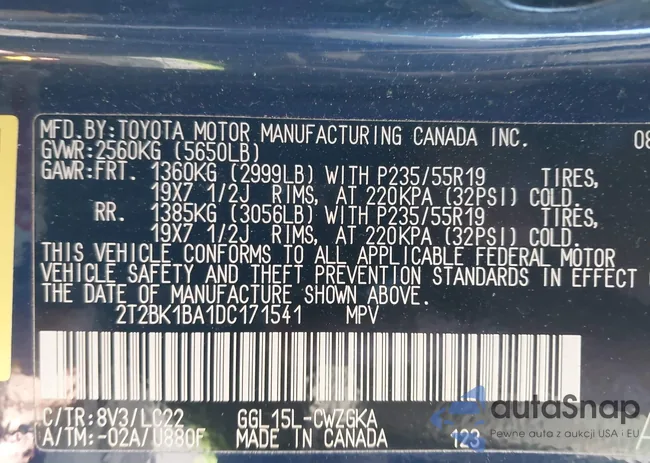 MFD.BY:TOYOTA MOTOR MANUFACTURING CANADA INC. 08
GVWR:2560KG (5650LB)
GAWR:FRT. 1360KG (2999LB) WITH P235/55R19 TIRES,
19X7 1/2J RIMS, AT 220KPA (32PSI) COLD.
RR. 1385KG (3056LB) WITH P235/55R19 TIRES,
19X7 1/2J RIMS, AT 220KPA (32PSI) COLD.
THIS VEHICLE CONFORMS TO ALL APPLICABLE FEDERAL MOTOR
VEHICLE SAFETY AND THEFT PREVENTION STANDARDS IN EFFECT
THE DATE OF MANUFACTURE SHOWN ABOVE.
2T2BK1BA1DC171541 MPV
C/TR:8V3/LC22 GGL15L-CWZGKA
A/TM:-02A/U880F MADE IN CANADA 123
autoSnap
Pewne auta z aukcji USA · EU